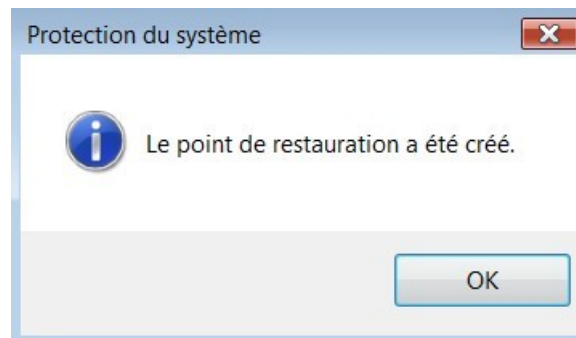 Protection du système
Le point de restauration a été créé.
OK